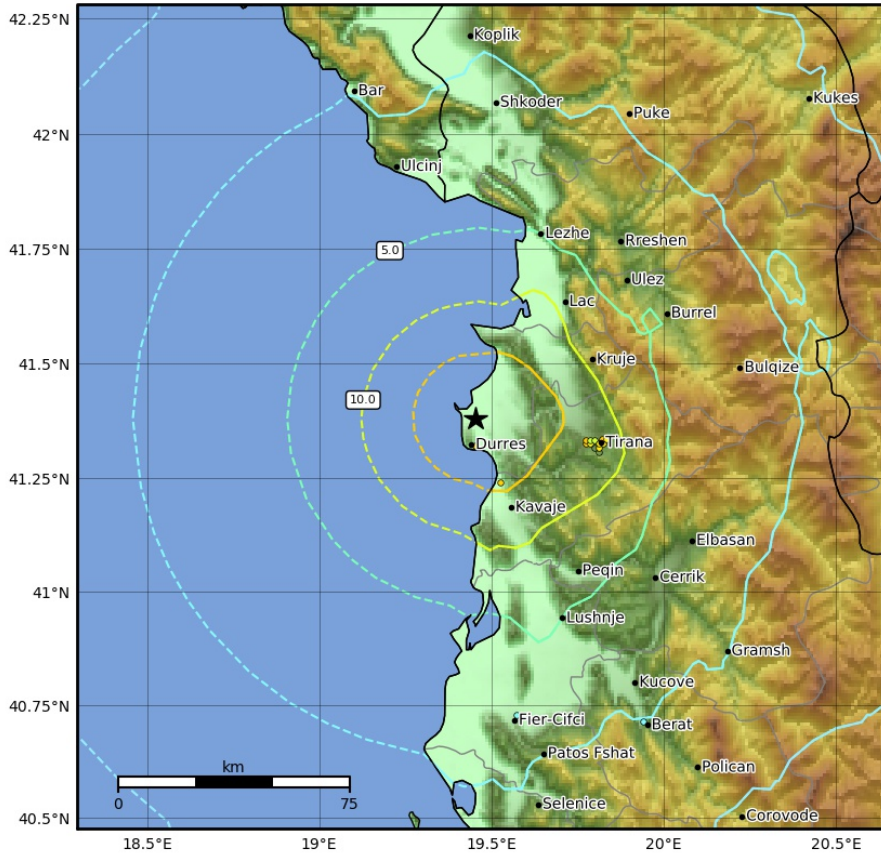 42.25°N
Koplik
Bar
Shkoder
Puke
Kukes
42°N
Ulcinj
Lezhe
Rreshen
41.75°N
5.0
Ulez
Lac
Burrel
41.5°N
Kruje
Bulqize
10.0
Durres
Tirana
41.25°N
Kavaje
Elbasan
Peqin
Cerrik
41°N
Lushnje
Gramsh
Kucove
40.75°N
Fier-Cifci
Berat
Patos Fshat
Polican
km
0
75
Selenice
Corovode
40.5°N
18.5°E
19°E
19.5°E
20°E
20.5°E